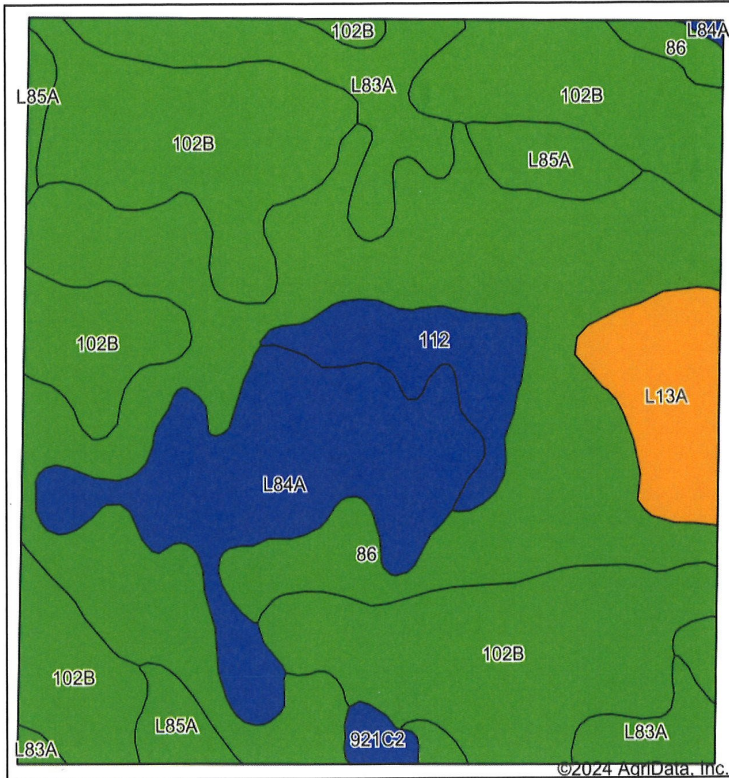 102B
L84A
86
L83A
L85A
102B
102B
L85A
112
102B
L13A
L84A
86
102B
102B
L85A
L83A
921C2
L83A
©2024 AgriData, Inc.